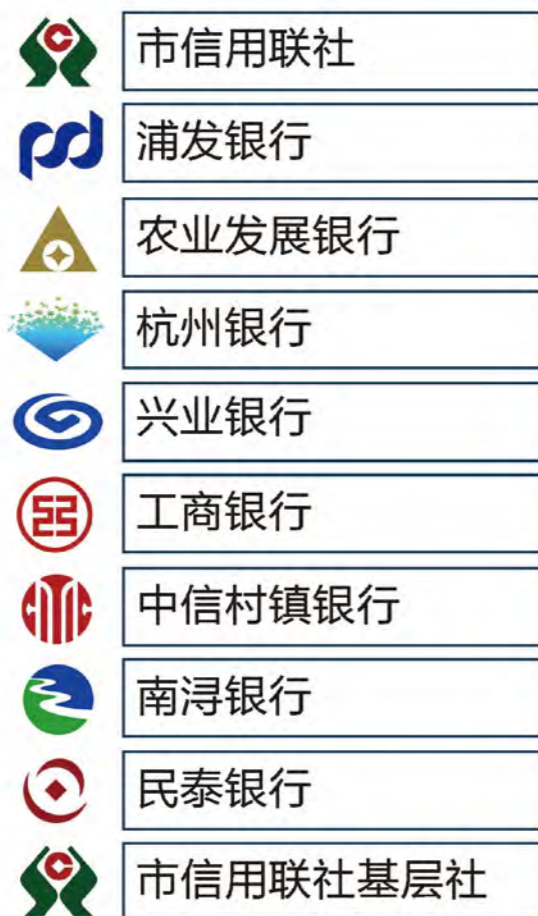 市信用联社
浦发银行
农业发展银行
杭州银行
兴业银行
工商银行
中信村镇银行
南浔银行
民泰银行
市信用联社基层社